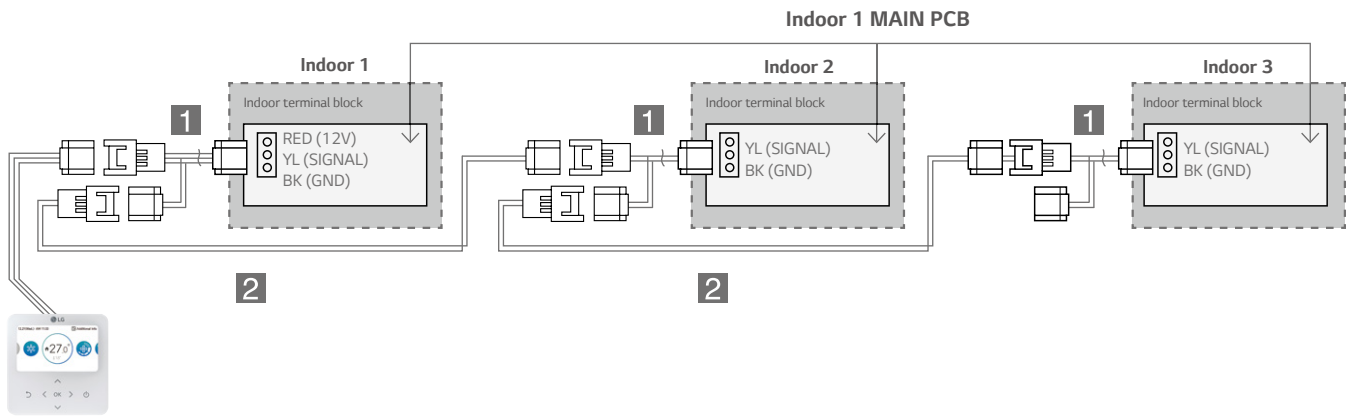 Indoor 1 MAIN PCB
Indoor 1
Indoor 2
Indoor 3
Indoor terminal block
Indoor terminal block
Indoor terminal block
1
1
1
RED (12V)
YL (SIGNAL)
BK (GND)
YL (SIGNAL)
BK (GND)
YL (SIGNAL)
BK (GND)
2
2
LG
27.0
OK